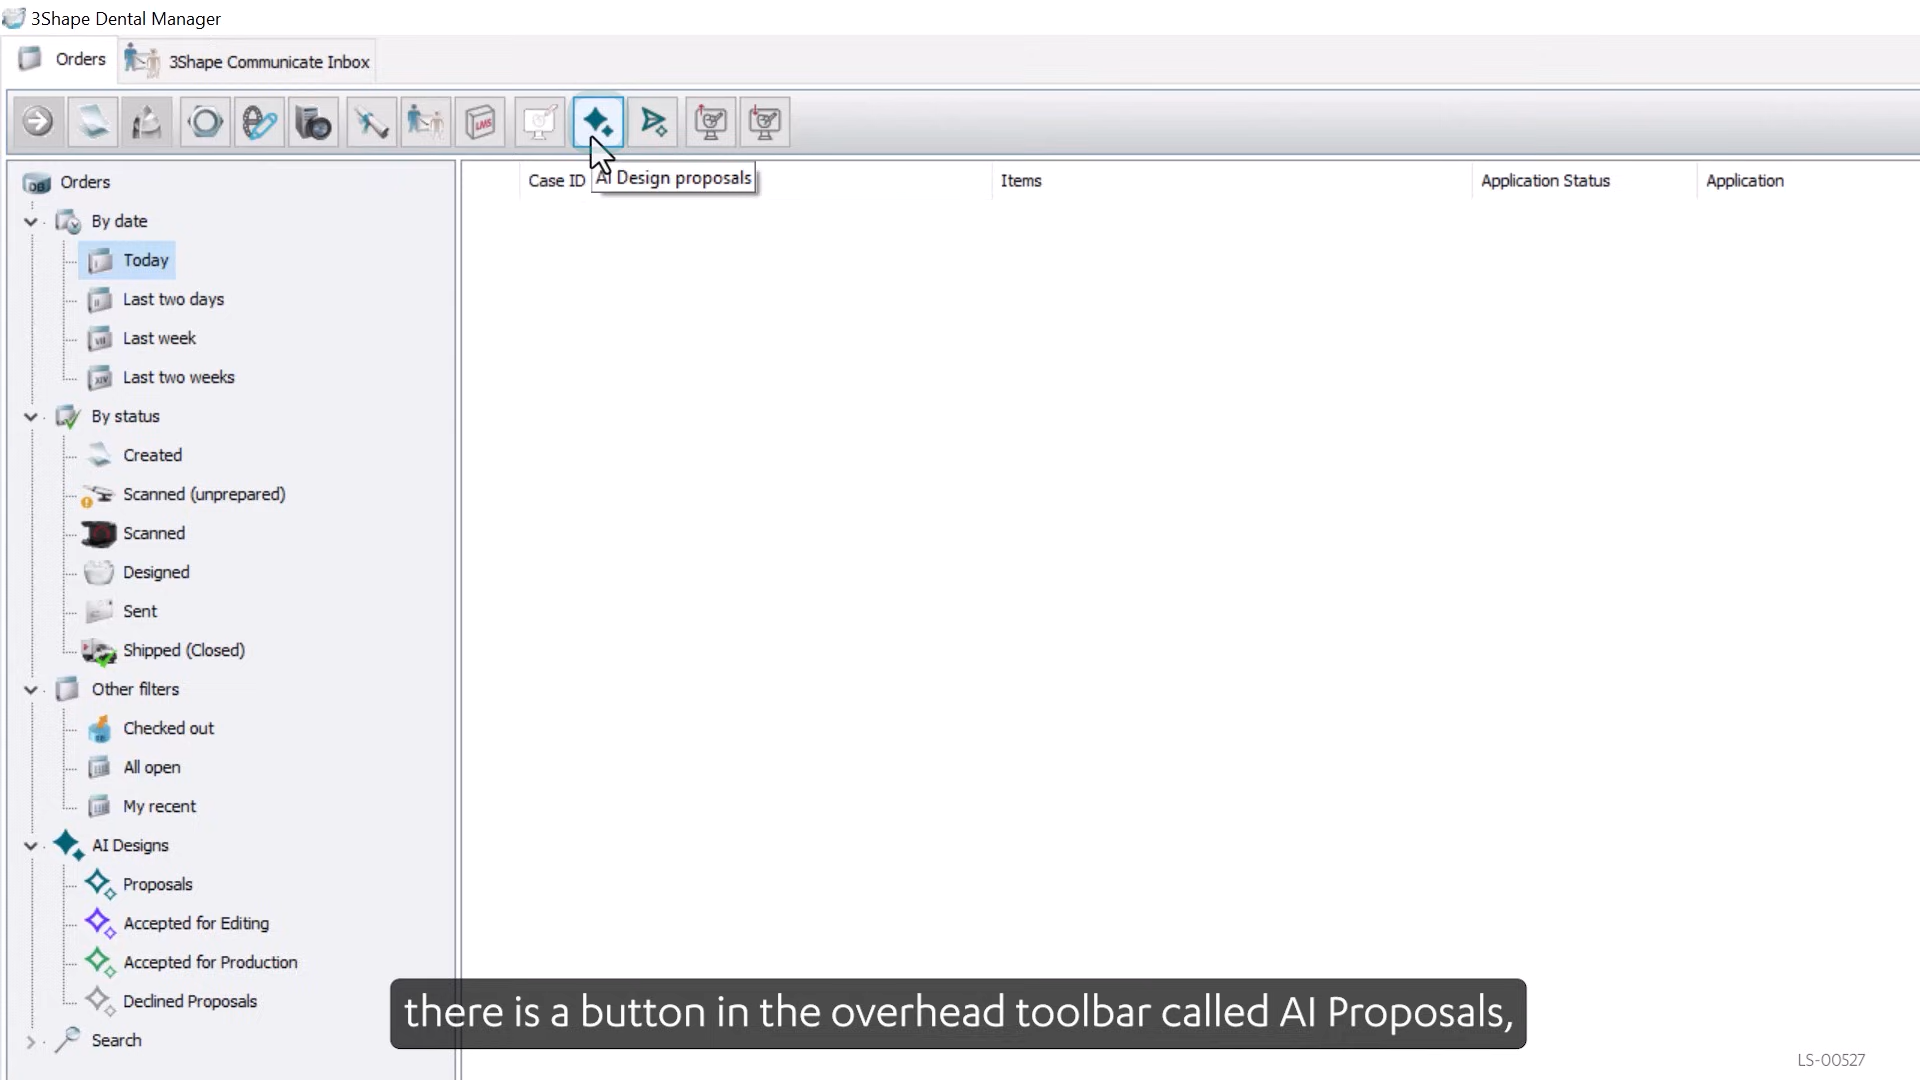 3Shape Dental Manager
Orders
3Shape Communicate Inbox
LMS
Case ID
AI Design proposals
Items
Application Status
Application
Orders
By date
Today
Last two days
Last week
Last two weeks
By status
Created
Scanned (unprepared)
Scanned
Designed
Sent
Shipped (Closed)
Other filters
Checked out
All open
My recent
AI Designs
Proposals
Accepted for Editing
Accepted for Production
Declined Proposals
Search
there is a button in the overhead toolbar called AI Proposals,
LS-00527